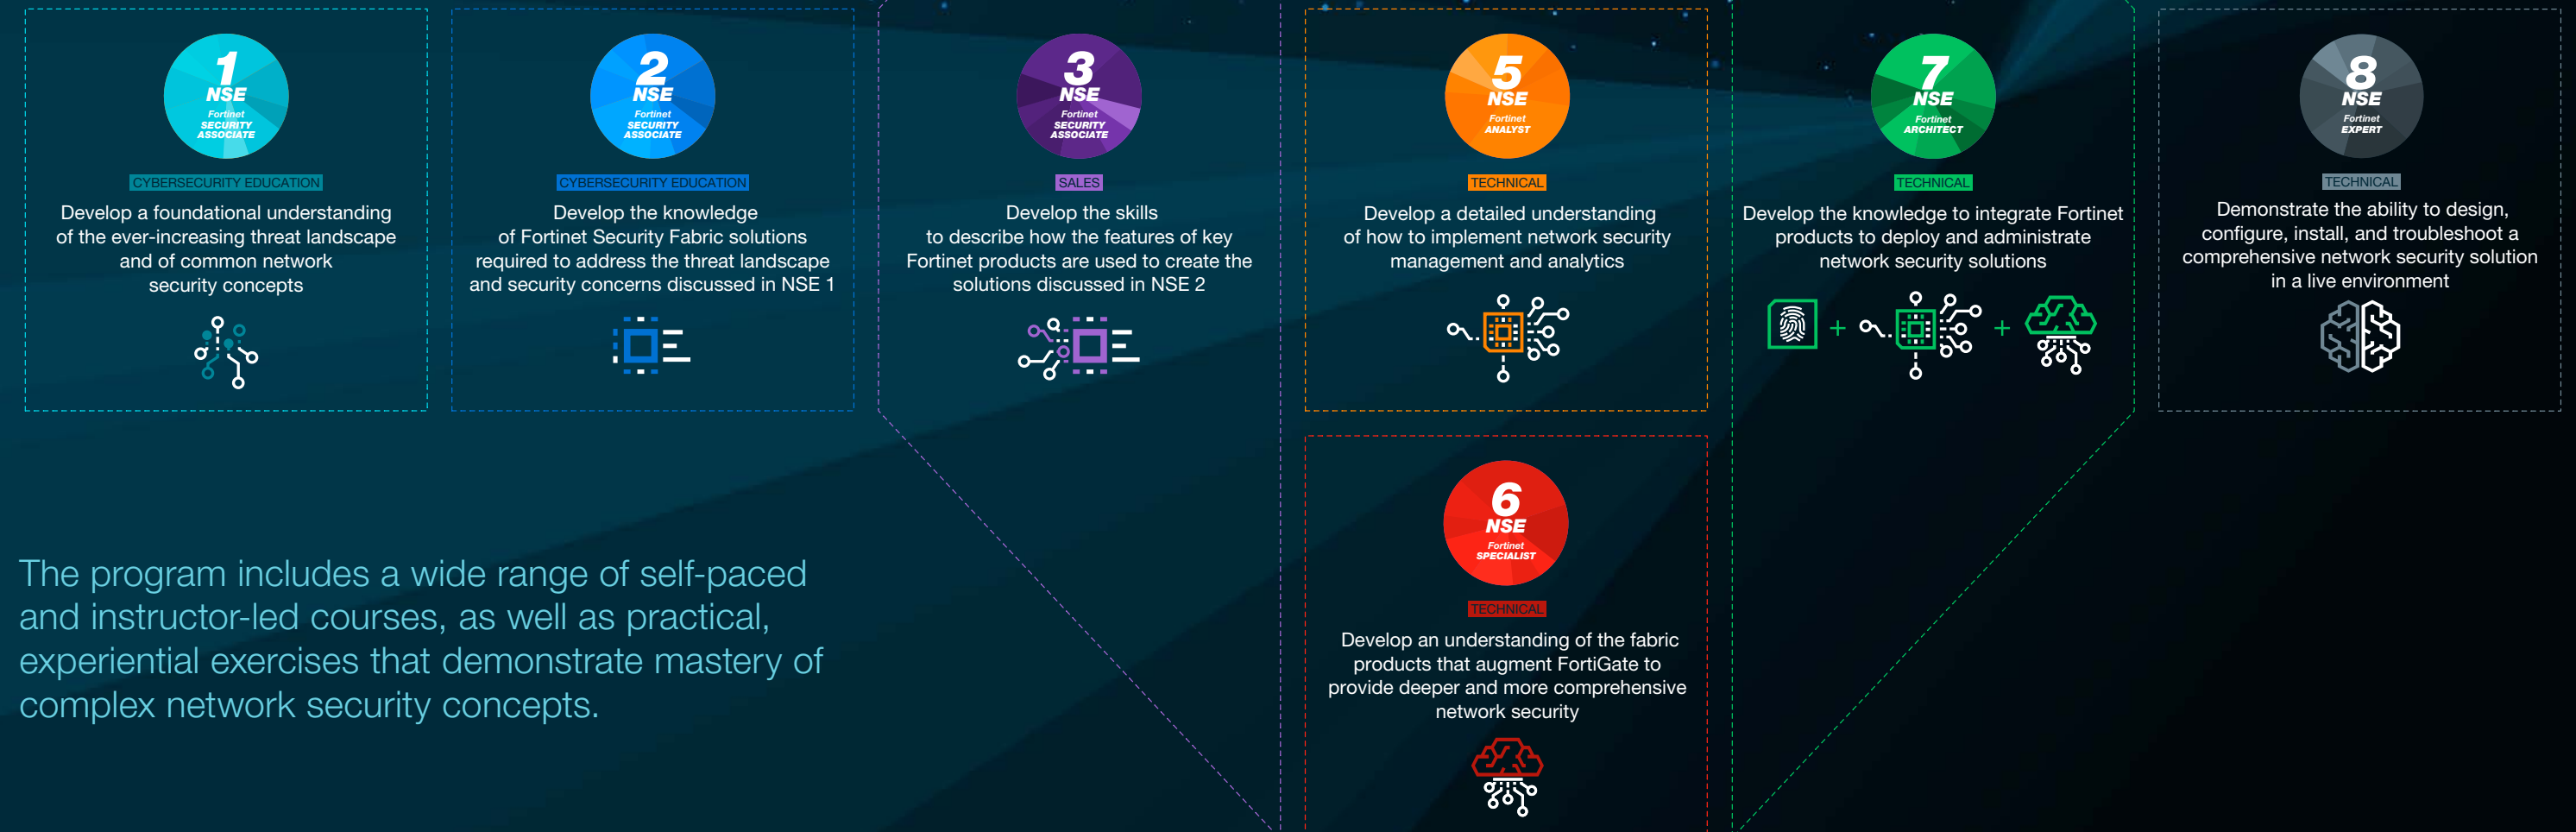 1
NSE
Fortinet
SECURITY
ASSOCIATE
CYBERSECURITY EDUCATION
Develop a foundational understanding
of the ever-increasing threat landscape
and of common network
security concepts
2
NSE
Fortinet
SECURITY
ASSOCIATE
CYBERSECURITY EDUCATION
Develop the knowledge
of Fortinet Security Fabric solutions
required to address the threat landscape
and security concerns discussed in NSE 1
3
NSE
Fortinet
SECURITY
ASSOCIATE
SALES
Develop the skills
to describe how the features of key
Fortinet products are used to create the
solutions discussed in NSE 2
5
NSE
Fortinet
ANALYST
TECHNICAL
Develop a detailed understanding
of how to implement network security
management and analytics
7
NSE
Fortinet
ARCHITECT
TECHNICAL
Develop the knowledge to integrate Fortinet
products to deploy and administrate
network security solutions
+ +
8
NSE
Fortinet
EXPERT
TECHNICAL
Demonstrate the ability to design,
configure, install, and troubleshoot a
comprehensive network security solution
in a live environment
6
NSE
Fortinet
SPECIALIST
TECHNICAL
Develop an understanding of the fabric
products that augment FortiGate to
provide deeper and more comprehensive
network security
The program includes a wide range of self-paced
and instructor-led courses, as well as practical,
experiential exercises that demonstrate mastery of
complex network security concepts.